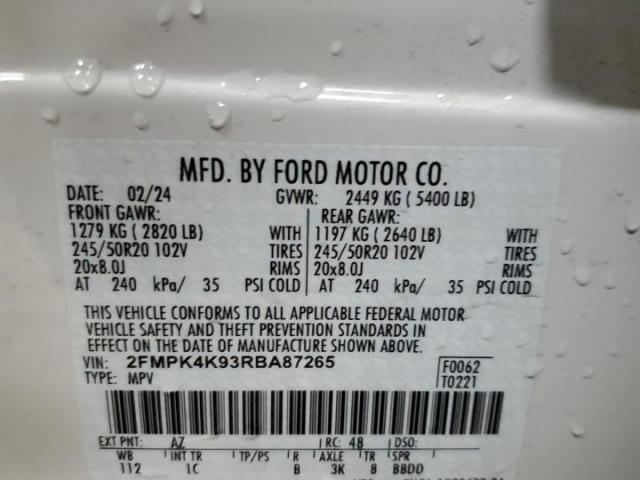 MFD. BY FORD MOTOR CO.
DATE: 02/24 GVWR: 2449 KG ( 5400 LB)
FRONT GAWR: REAR GAWR:
1279 KG ( 2820 LB) WITH 1197 KG ( 2640 LB) WITH
245/50R20 102V TIRES 245/50R20 102V TIRES
20x8.0J RIMS 20x8.0J RIMS
AT 240 kPa/ 35 PSI COLD AT 240 kPa/ 35 PSI COLD
THIS VEHICLE CONFORMS TO ALL APPLICABLE FEDERAL MOTOR
VEHICLE SAFETY AND THEFT PREVENTION STANDARDS IN
EFFECT ON THE DATE OF MANUFACTURE SHOWN ABOVE.
VIN: 2FMPK4K93RBA87265 F0062
TYPE: MPV T0221
EXT PNT: AZ RC: 48 DSO:
WB INT TR TP/PS R AXLE TR SPR
112 1C B 3K 8 BBDD